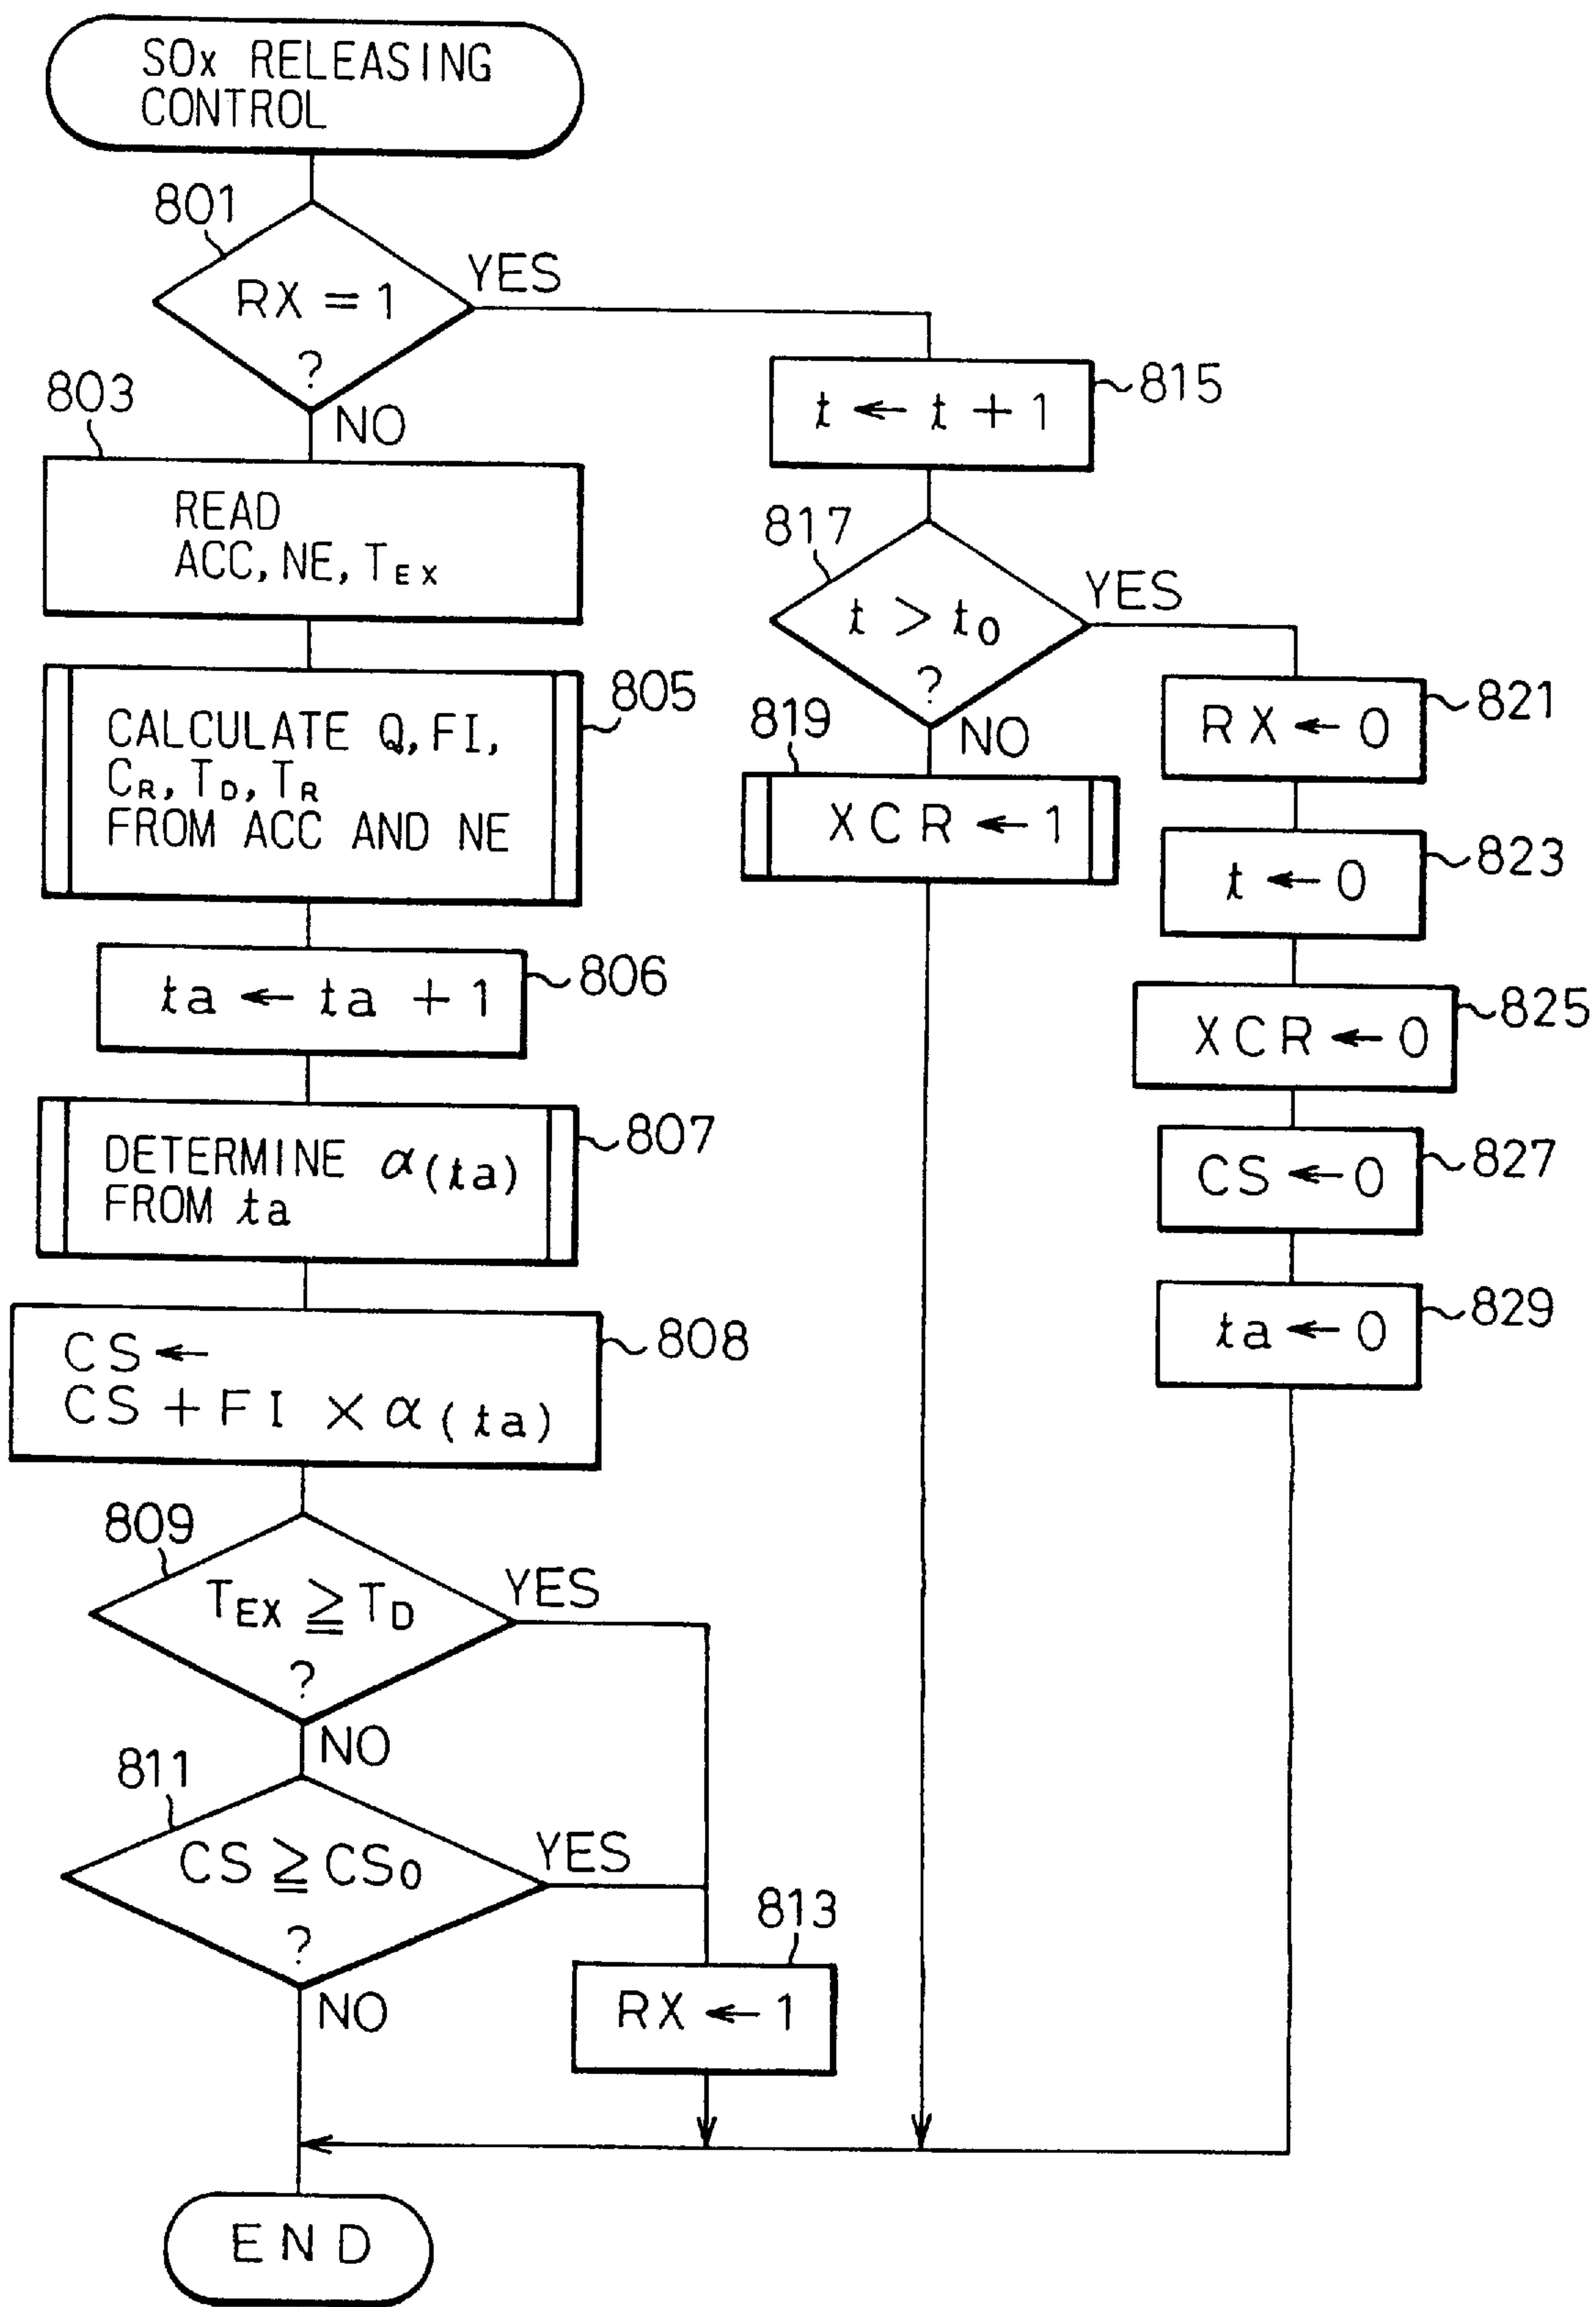 SOx RELEASING
CONTROL
801
RX = 1
?
YES
NO
803
READ
ACC, NE, TEX
805
CALCULATE Q, FI,
CR, TD, TR
FROM ACC AND NE
806
ta ← ta + 1
807
DETERMINE α(ta)
FROM ta
808
CS ←
CS + FI × α(ta)
809
TEX ≧ TD
?
YES
NO
811
CS ≧ CS0
?
YES
NO
813
RX ← 1
815
t ← t + 1
817
t > t0
?
YES
NO
819
XCR ← 1
821
RX ← 0
823
t ← 0
825
XCR ← 0
827
CS ← 0
829
ta ← 0
END